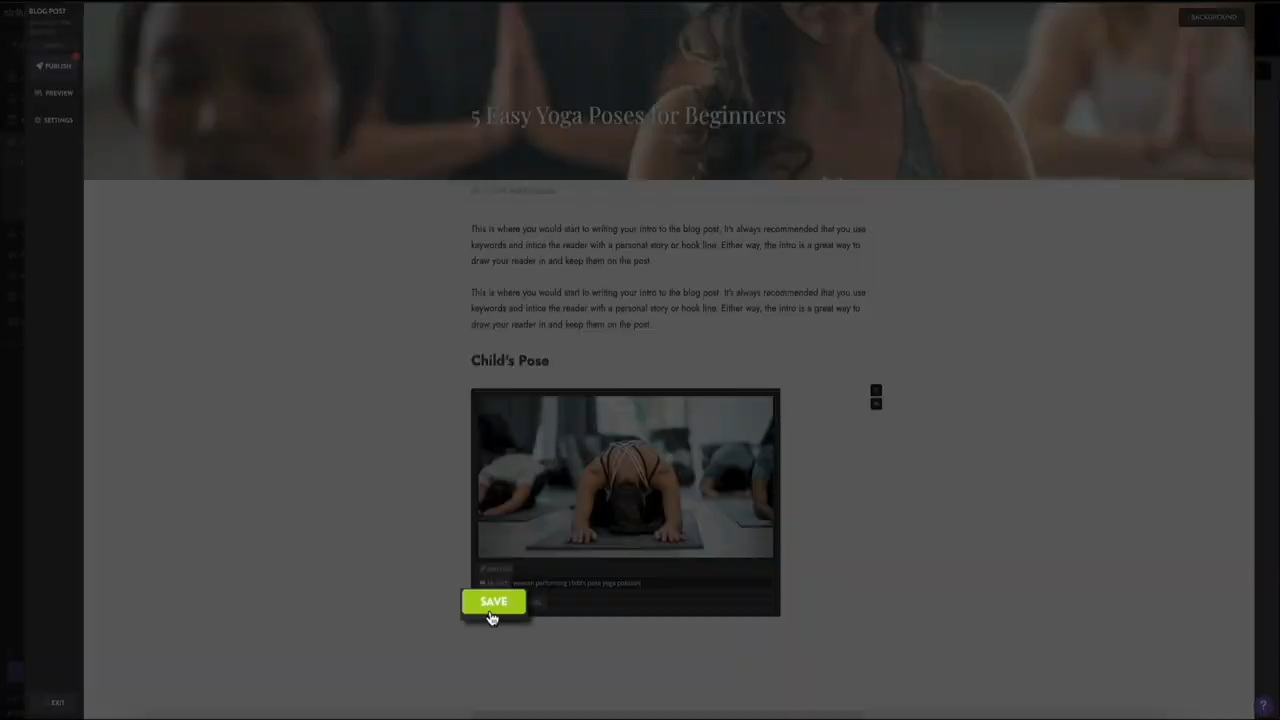 BLOG POST
PUBLISH
PREVIEW
SETTINGS
BACKGROUND
5 Easy Yoga Poses for Beginners
This is where you would start to writing your intro to the blog post. It's always recommended that you use
keywords and intice the reader with a personal story or hook line. Either way, the intro is a great way to
draw your reader in and keep them on the post.
This is where you would start to writing your intro to the blog post. It's always recommended that you use
keywords and intice the reader with a personal story or hook line. Either way, the intro is a great way to
draw your reader in and keep them on the post.
Child's Pose
woman performing child's pose yoga position
SAVE
EXIT
?